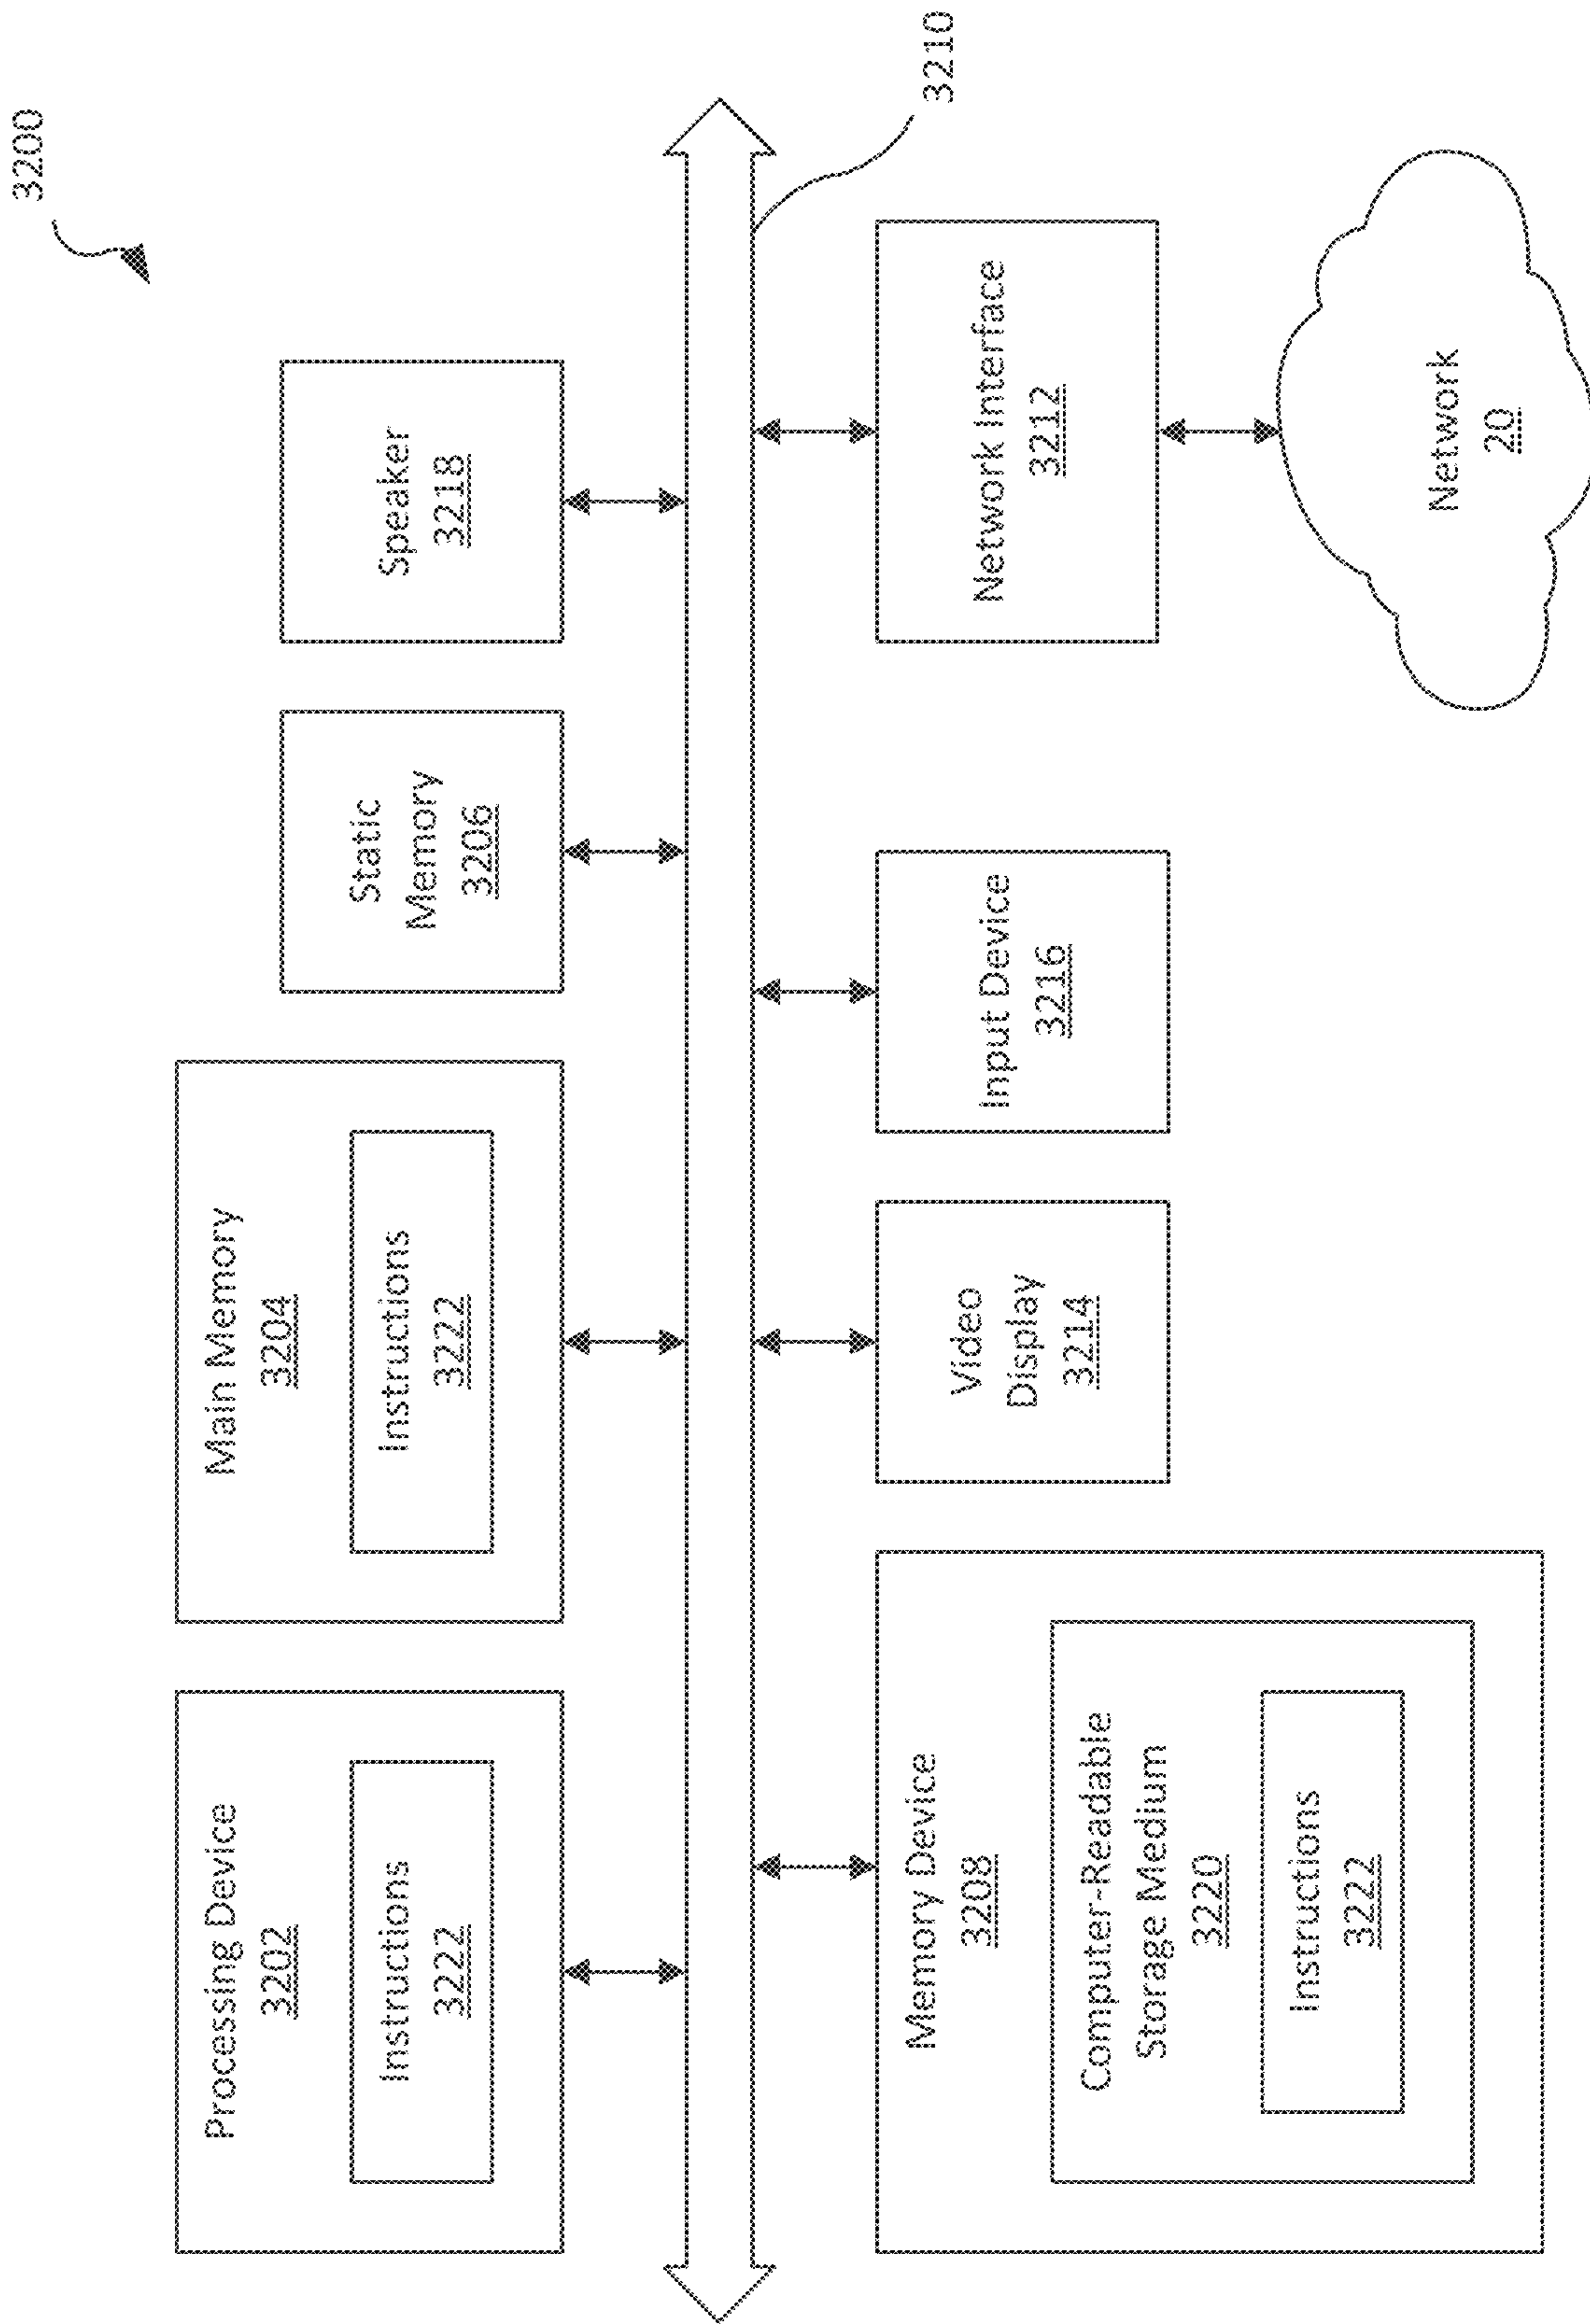 3200
Processing Device
3202
Instructions
3222
Main Memory
3204
Instructions
3222
Static
Memory
3206
Speaker
3218
3210
Memory Device
3208
Computer-Readable
Storage Medium
3220
Instructions
3222
Video
Display
3214
Input Device
3216
Network Interface
3212
Network
20